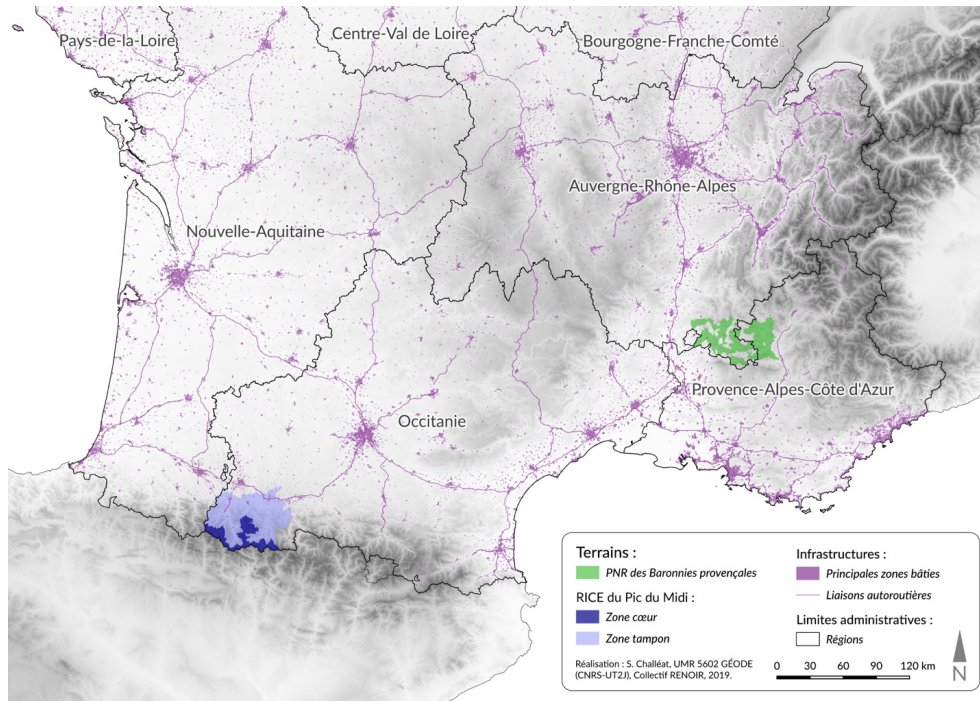 Pays-de-la-Loire
Centre-Val de Loire
Bourgogne-Franche-Comté
Auvergne-Rhône-Alpes
Nouvelle-Aquitaine
Provence-Alpes-Côte d'Azur
Occitanie
Terrains :
PNR des Baronnies provençales
RICE du Pic du Midi :
Zone cœur
Zone tampon
Réalisation : S. Challéat, UMR 5602 GÉODE
(CNRS-UT2J), Collectif RENOIR, 2019.
Infrastructures :
Principales zones bâties
Liaisons autoroutières
Limites administratives :
Régions
0 30 60 90 120 km
N